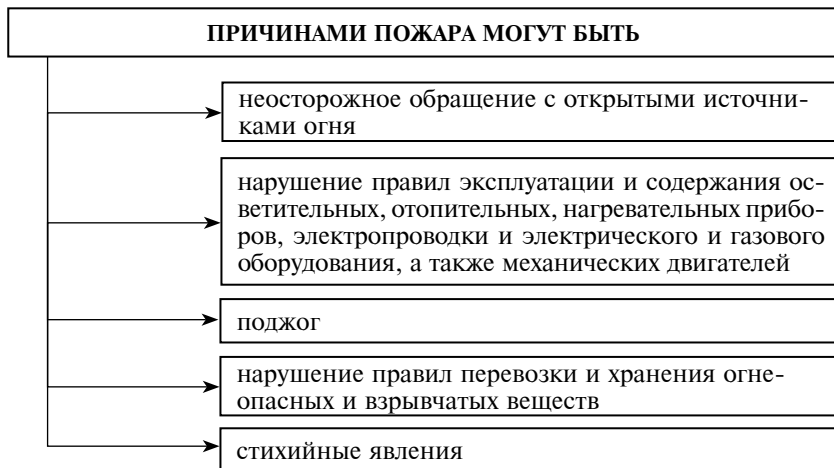 ПРИЧИНАМИ ПОЖАРА МОГУТ БЫТЬ
неосторожное обращение с открытыми источни-
ками огня
нарушение правил эксплуатации и содержания ос-
ветительных, отопительных, нагревательных прибо-
ров, электропроводки и электрического и газового
оборудования, а также механических двигателей
поджог
нарушение правил перевозки и хранения огне-
опасных и взрывчатых веществ
стихийные явления